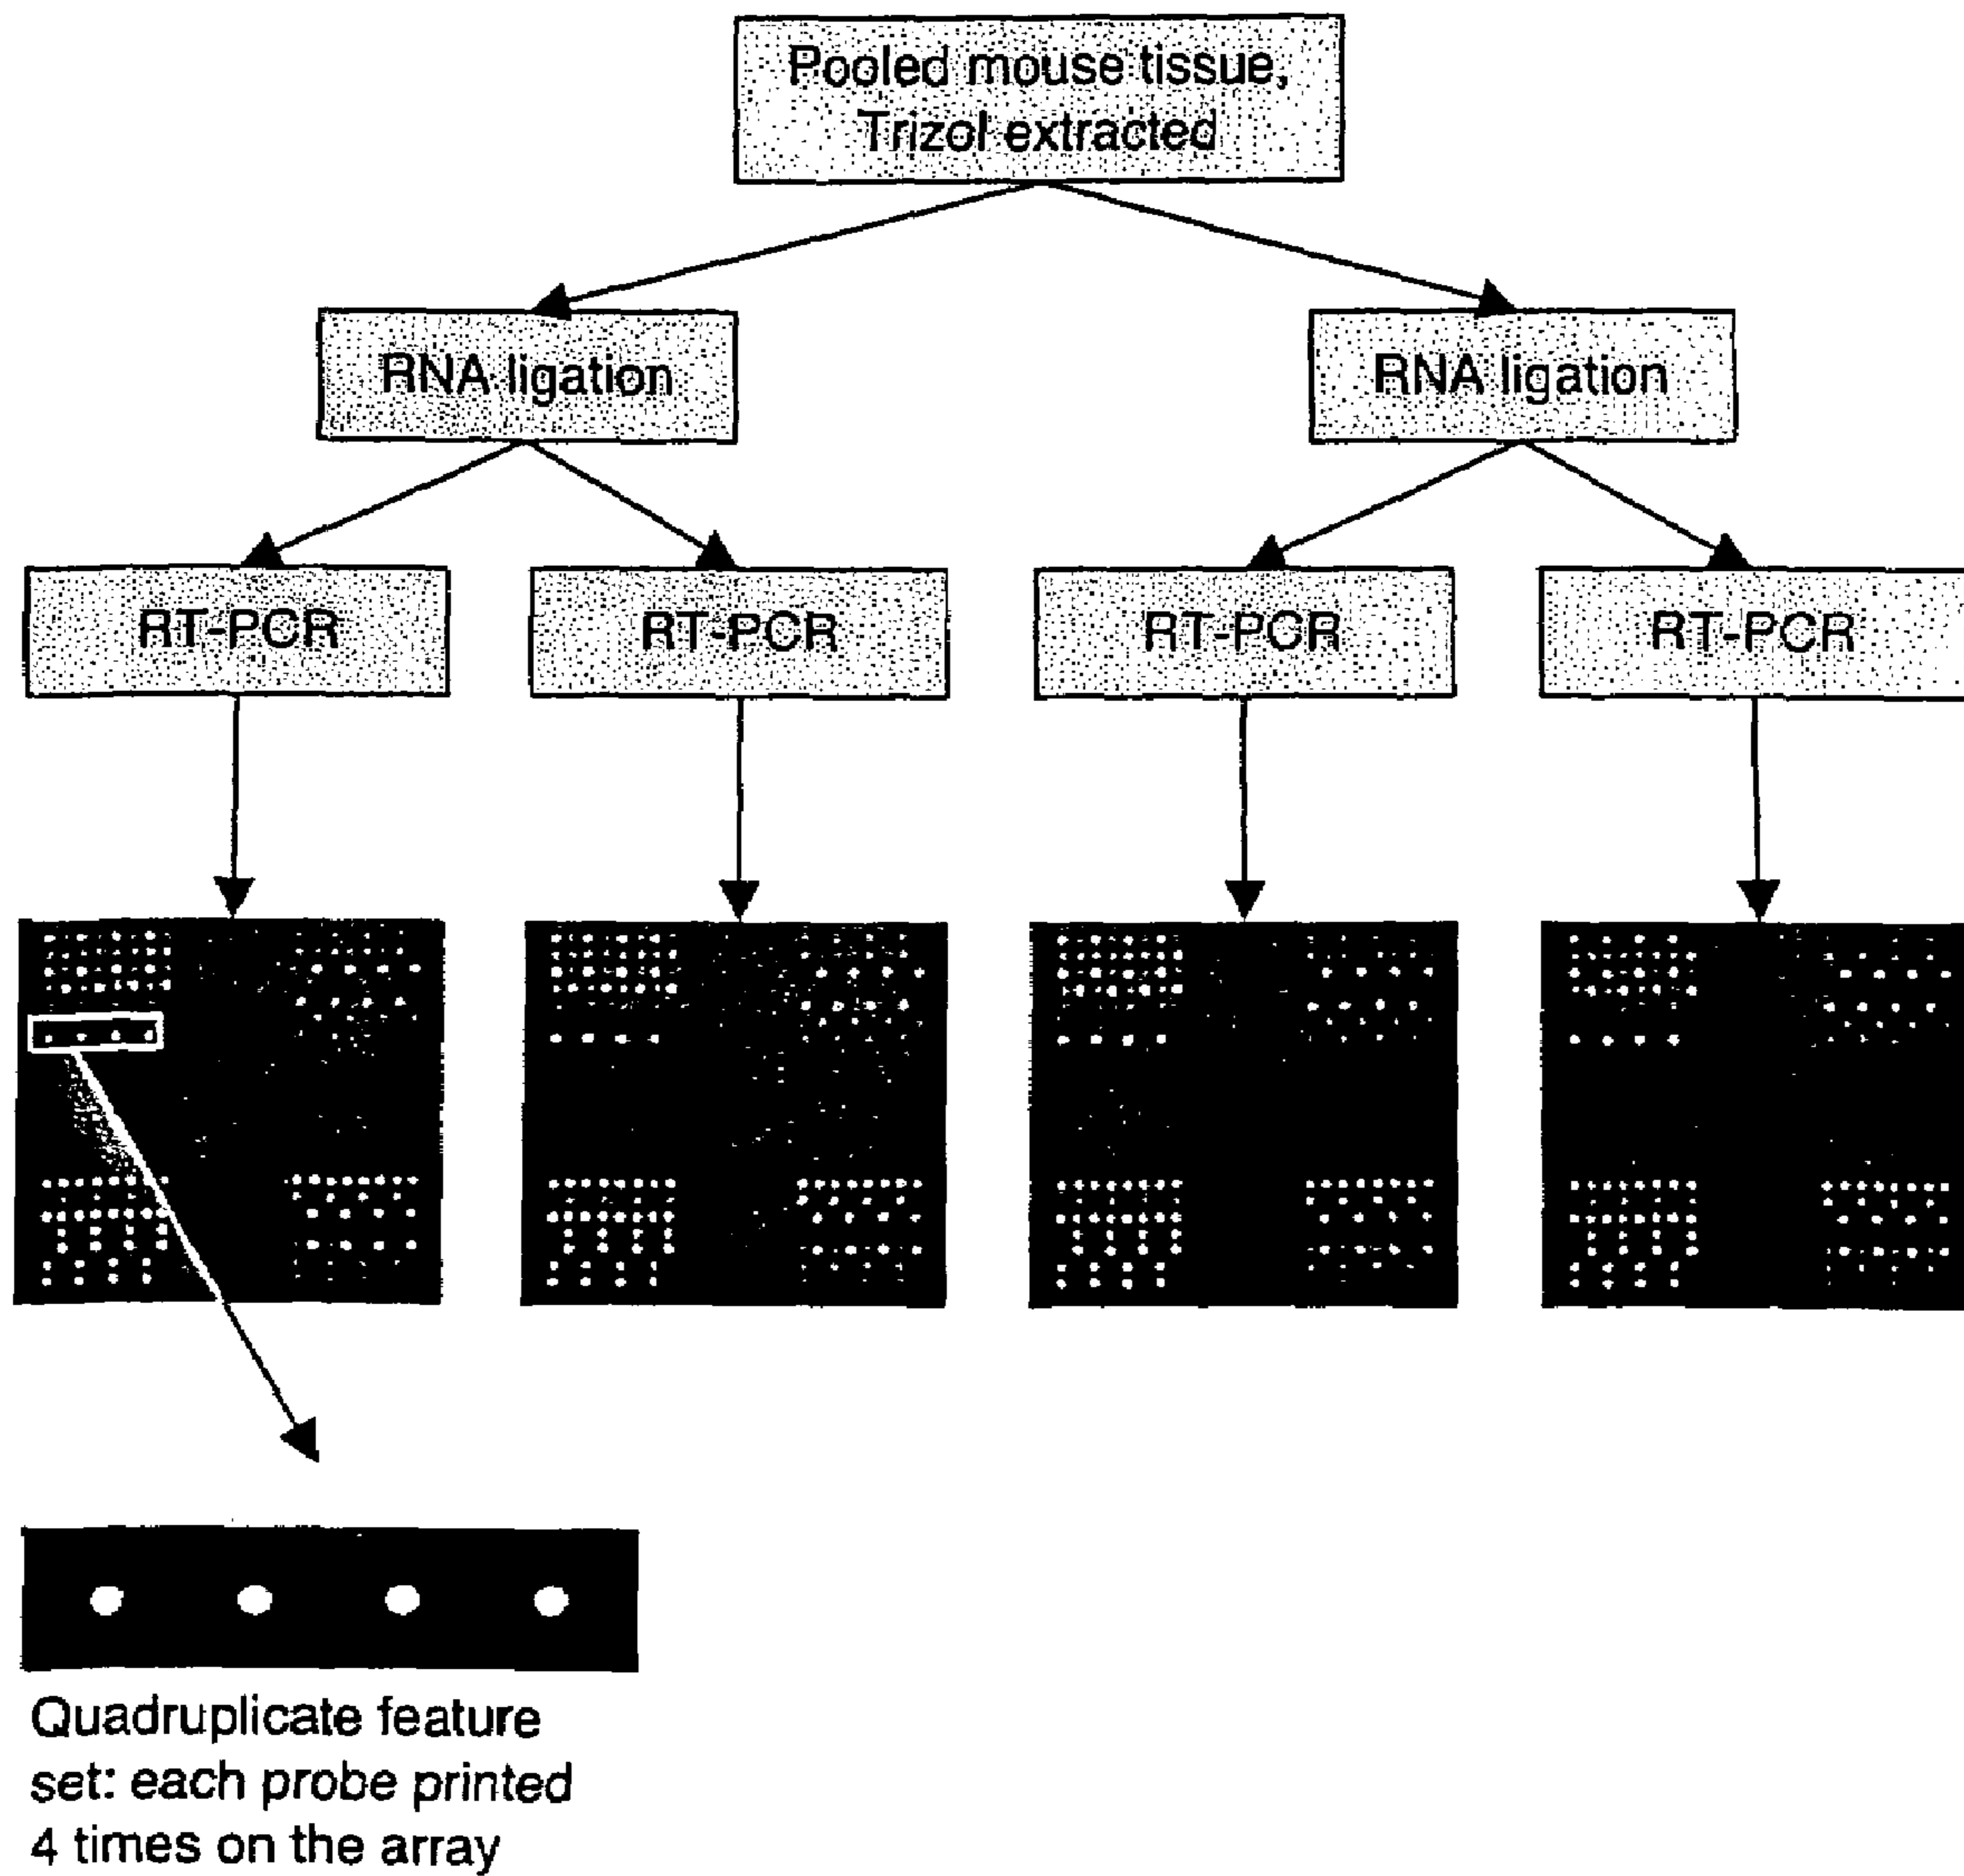 Pooled mouse tissue,
Trizol extracted
RNA ligation
RNA ligation
RT-PCR
RT-PCR
RT-PCR
RT-PCR
Quadruplicate feature
set: each probe printed
4 times on the array